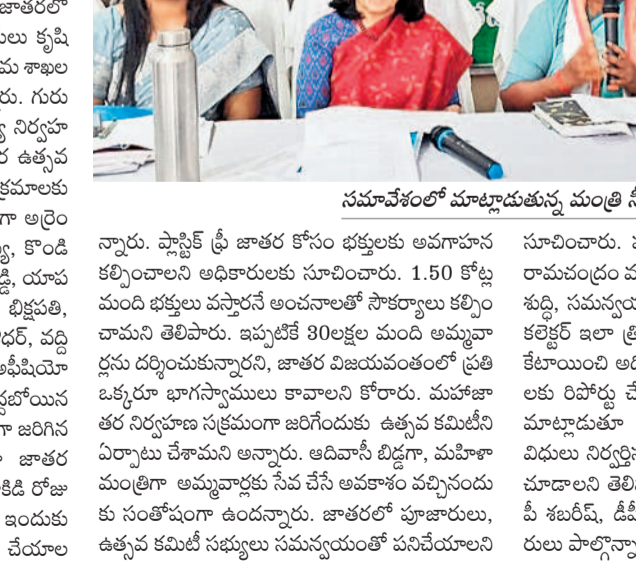 జాతరలో
కృషి
శాఖల
గురు
నిర్వహ
ఉత్సవ
క్రమాలకు
గా అరెం
కొండి
యాప
భిక్షపతి,
వద్ది
అఫీషియో
గా జరిగిన
జాతర
రోజు
ఇందుకు
చేయాల
సమావేశంలో మాట్లాడుతున్న మంత్రి
న్నారు. ప్లాస్టిక్ ఫ్రీ జాతర కోసం భక్తులకు అవగాహన
కల్పించాలని అధికారులకు సూచించారు. 1.50 కోట్ల
మంది భక్తులు వస్తారనే అంచనాలతో సౌకర్యాలు కల్పిం
చామని తెలిపారు. ఇప్పటికే 30లక్షల మంది అమ్మవా
ర్లను దర్శించుకున్నారని, జాతర విజయవంతంలో ప్రతి
ఒక్కరూ భాగస్వాములు కావాలని కోరారు. మహాజా
తర నిర్వహణ సక్రమంగా జరిగేందుకు ఉత్సవ కమిటీని
ఏర్పాటు చేశామని అన్నారు. ఆదివాసీ బిడ్డగా, మహిళా
మంత్రిగా అమ్మవార్లకు సేవ చేసే అవకాశం వచ్చినందు
కు సంతోషంగా ఉందన్నారు. జాతరలో పూజారులు,
ఉత్సవ కమిటీ సభ్యులు సమన్వయంతో పనిచేయాలని
సూచించారు.
రామచంద్రం
శుద్ధి,
కలెక్టర్ ఇలా
కేటాయించి
లకు రిపోర్టు
మాట్లాడుతూ
విధులు
చూడాలని
పీ శబరీష్,
రులు